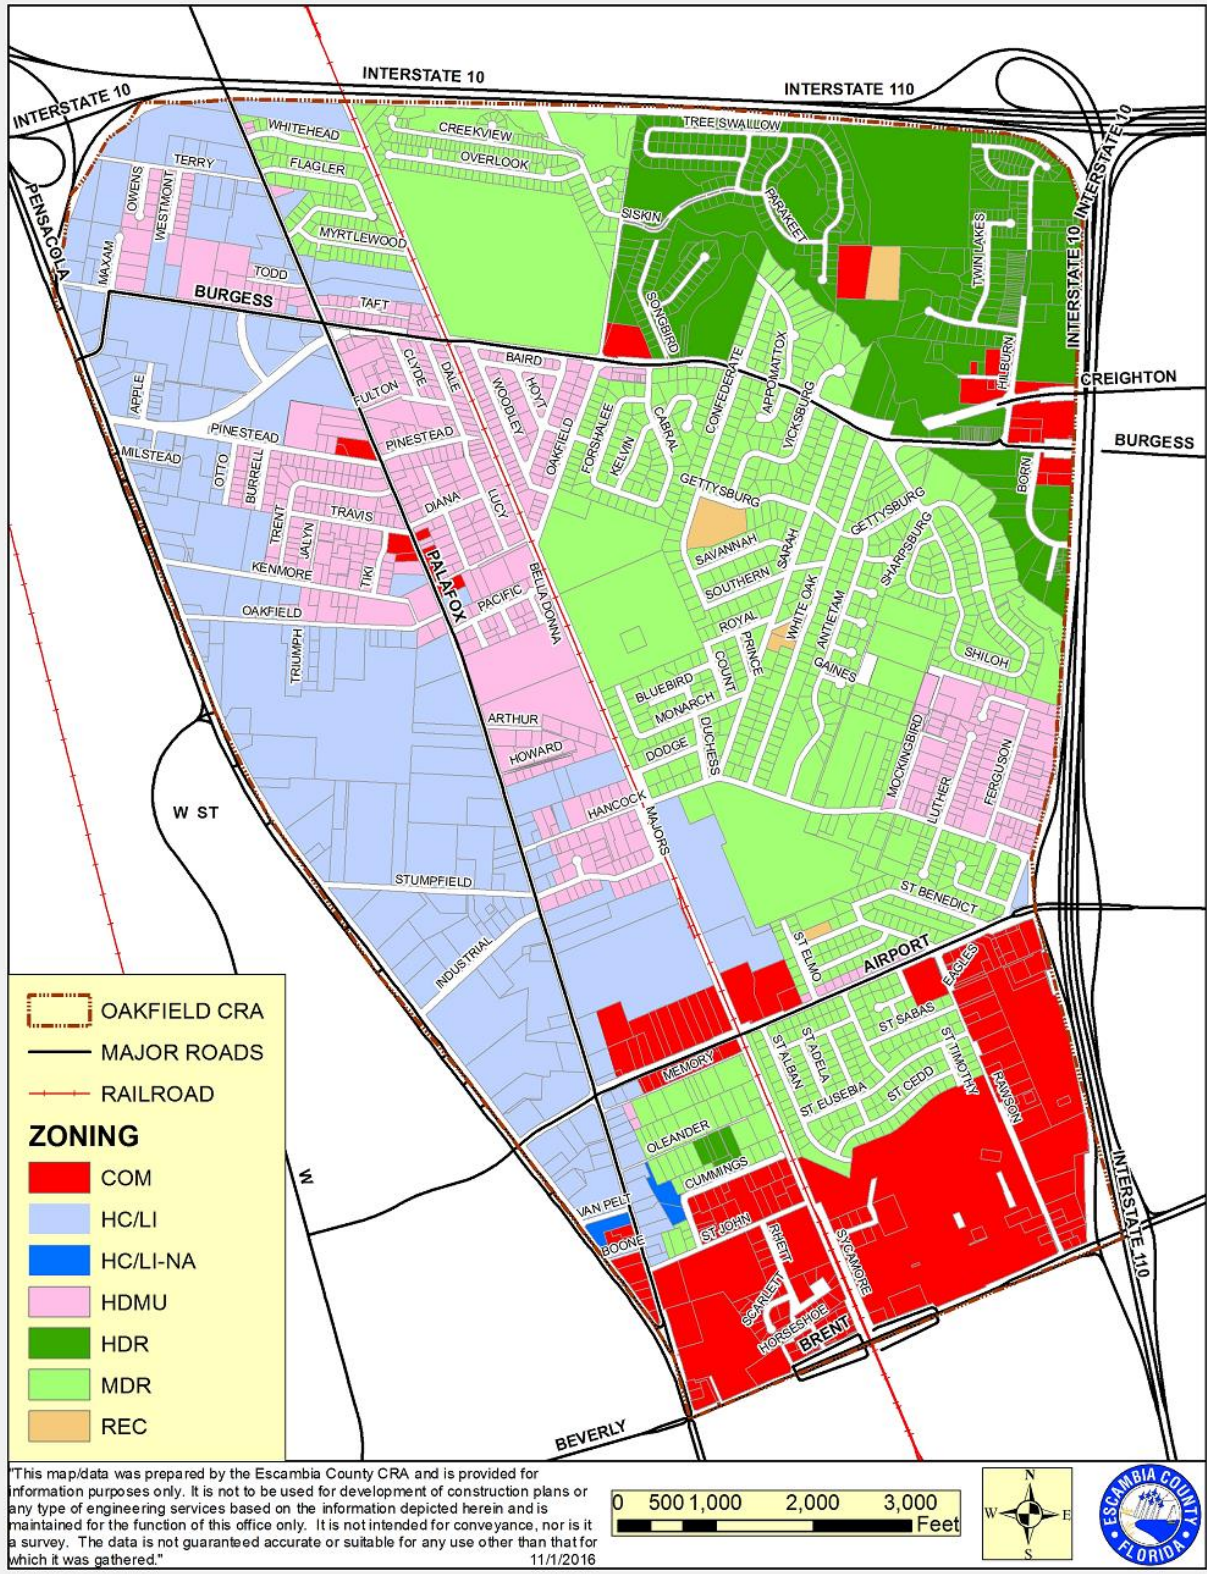 INTERSTATE 10
INTERSTATE 110
INTERSTATE 10
INTERSTATE 10
INTERSTATE 10
PENSACOLA
WHITEHEAD
CREEKVIEW
TREE SWALLOW
TERRY
FLAGLER
OVERLOOK
OWENS
WESTMONT
SISKIN
PARAKEET
MYRTLEWOOD
TWIN LAKES
MAXAM
TODD
BURGESS
TAFT
SONGBIRD
BAIRD
CLYDE
DALE
CONFEDERATE
APPOMATTOX
HILBURN
CREIGHTON
APPLE
FULTON
WOODLEY
HOYT
VICKSBURG
BURGESS
PINESTEAD
PINESTEAD
OAKFIELD
FORSHALEE
KELVIN
CABRAL
MILSTEAD
OTTO
BURRELL
BORN
DIANA
LUCY
GETTYSBURG
GETTYSBURG
TRENT
TRAVIS
JALYN
SAVANNAH
SARAH
SHARPSBURG
KENMORE
TIKI
PALAFOX
BELLA DONNA
SOUTHERN
PACIFIC
WHITE OAK
ANTIETAM
OAKFIELD
ROYAL
PRINCE
TRIUMPH
COUNT
GAINES
SHILOH
BLUEBIRD
MONARCH
ARTHUR
DUCHESS
HOWARD
DODGE
MOCKINGBIRD
LUTHER
FERGUSON
HANCOCK
MAJORS
W ST
STUMPFIELD
ST BENEDICT
INDUSTRIAL
ST ELMO
AIRPORT
EAGLES
ST SABAS
MEMORY
ST ALBAN
ST ADELA
ST TIMOTHY
ST EUSEBIA
ST CEDD
RAWSON
OLEANDER
CUMMINGS
W
VAN PELT
BOONE
ST JOHN
RHETT
SYCAMORE
SCARLETT
HORSESHOE
BRENT
INTERSTATE 110
BEVERLY
OAKFIELD CRA
MAJOR ROADS
RAILROAD
ZONING
COM
HC/LI
HC/LI-NA
HDMU
HDR
MDR
REC
"This map/data was prepared by the Escambia County CRA and is provided for
information purposes only. It is not to be used for development of construction plans or
any type of engineering services based on the information depicted herein and is
maintained for the function of this office only. It is not intended for conveyance, nor is it
a survey. The data is not guaranteed accurate or suitable for any use other than that for
which it was gathered." 11/1/2016
0 500 1,000 2,000 3,000
Feet
N
W E
S
ESCAMBIA COUNTY
FLORIDA